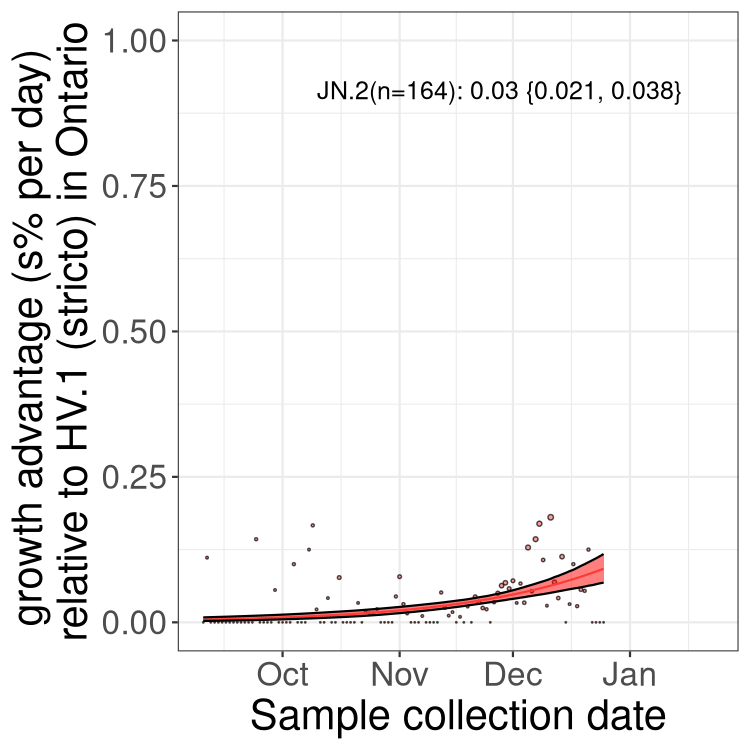 growth advantage (s% per day)
relative to HV.1 (stricto) in Ontario
1.00
0.75
0.50
0.25
0.00
JN.2(n=164): 0.03 {0.021, 0.038}
Oct Nov Dec Jan
Sample collection date